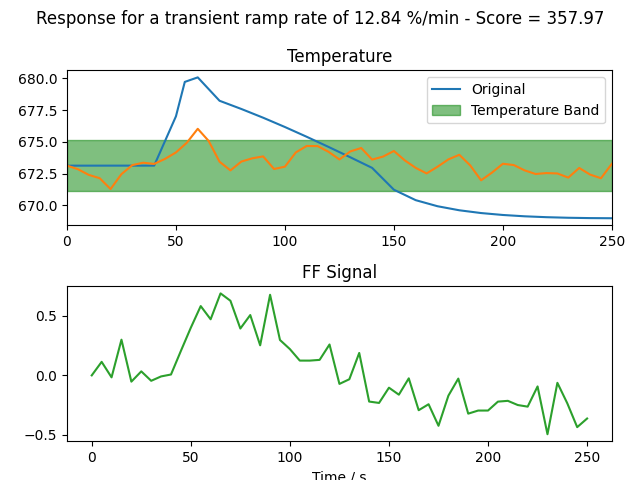 Response for a transient ramp rate of 12.84 %/min - Score = 357.97
Temperature
680.0
677.5
675.0
672.5
670.0
Original
Temperature Band
0 50 100 150 200 250
FF Signal
0.5
0.0
−0.5
0 50 100 150 200 250
Time / s